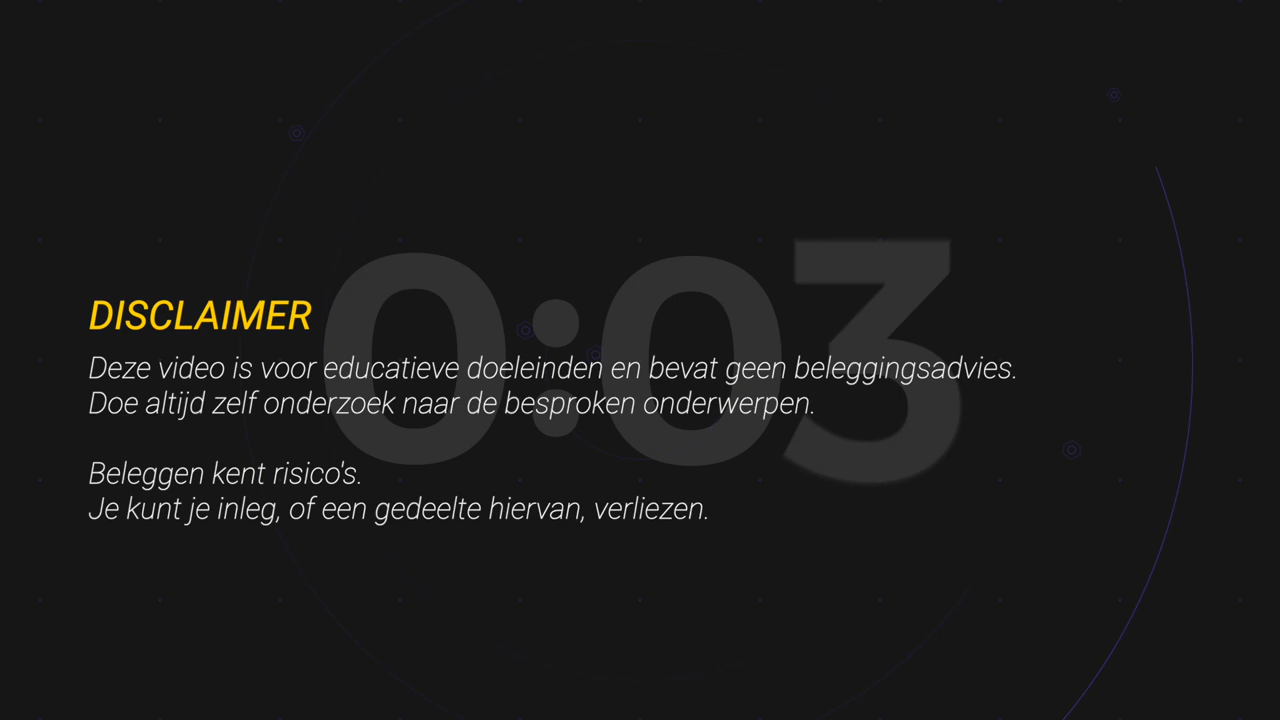 0:03
DISCLAIMER
Deze video is voor educatieve doeleinden en bevat geen beleggingsadvies.
Doe altijd zelf onderzoek naar de besproken onderwerpen.
Beleggen kent risico's.
Je kunt je inleg, of een gedeelte hiervan, verliezen.